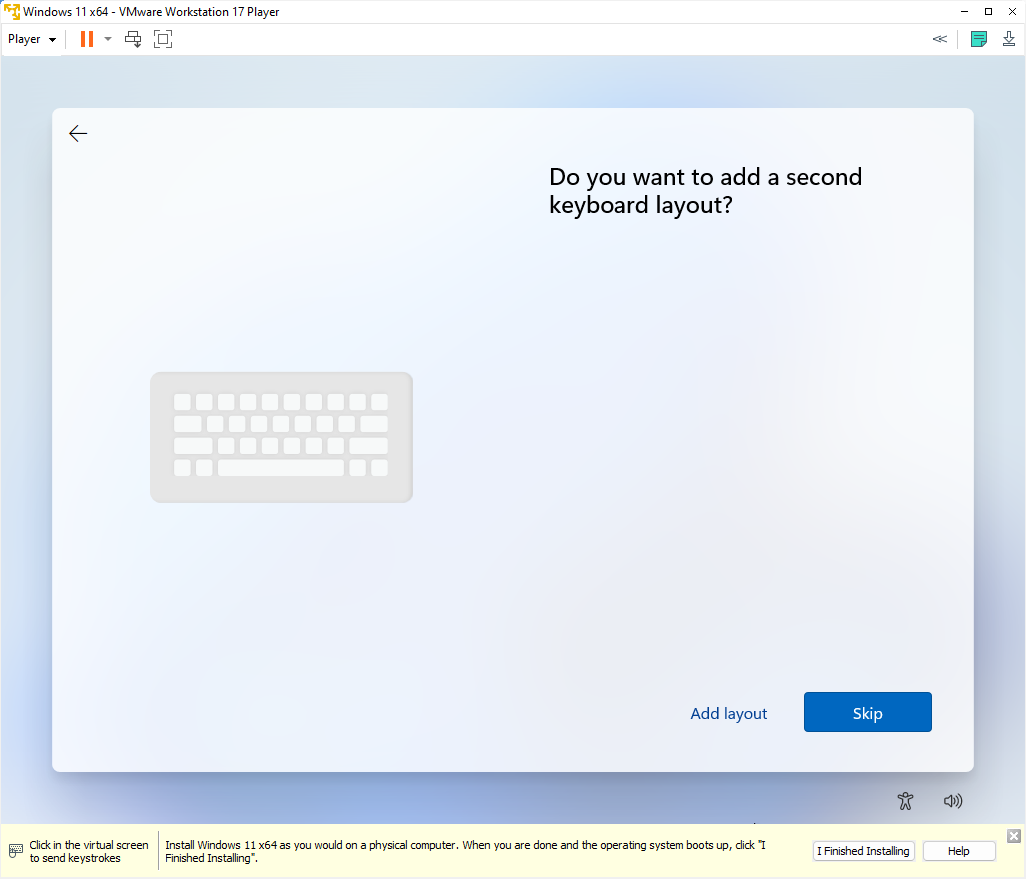 Windows 11 x64 - VMware Workstation 17 Player
Player
Do you want to add a second
keyboard layout?
Add layout
Skip
Click in the virtual screen
to send keystrokes
Install Windows 11 x64 as you would on a physical computer. When you are done and the operating system boots up, click "I
Finished Installing".
I Finished Installing
Help